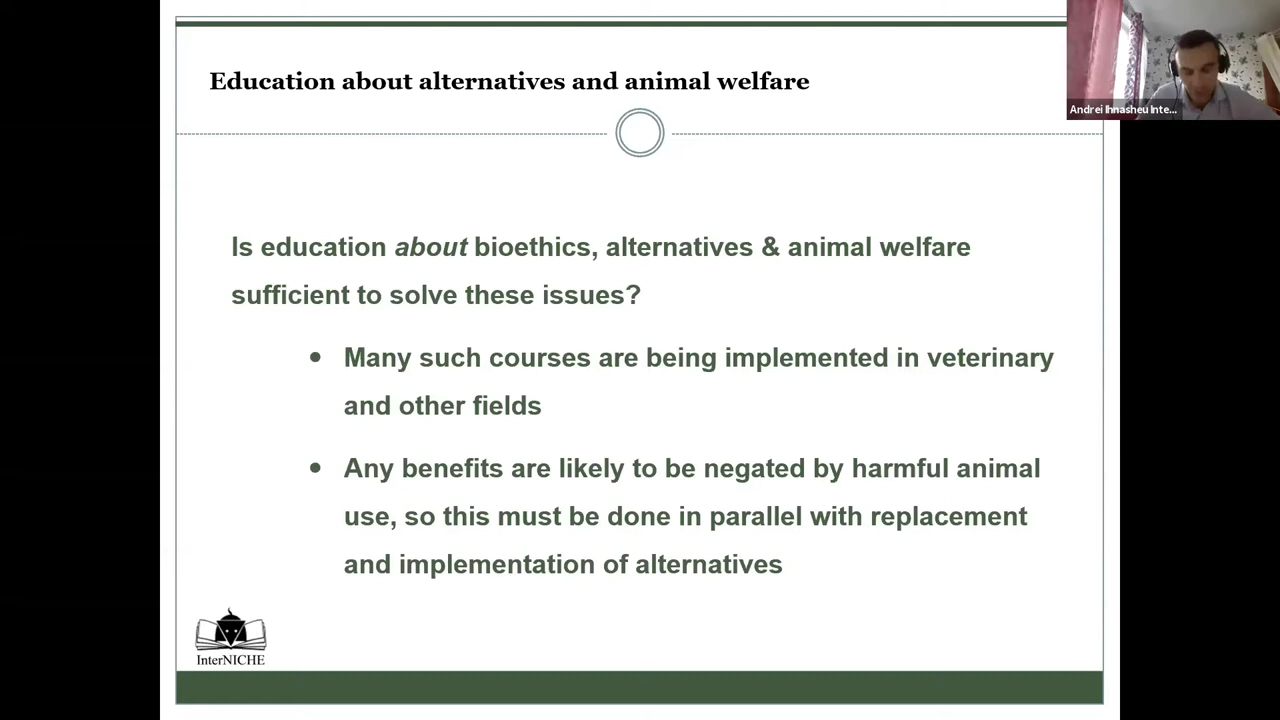 Education about alternatives and animal welfare
Andrei Ihnasheu Inte...
Is education about bioethics, alternatives & animal welfare
sufficient to solve these issues?
• Many such courses are being implemented in veterinary
and other fields
• Any benefits are likely to be negated by harmful animal
use, so this must be done in parallel with replacement
and implementation of alternatives
InterNICHE